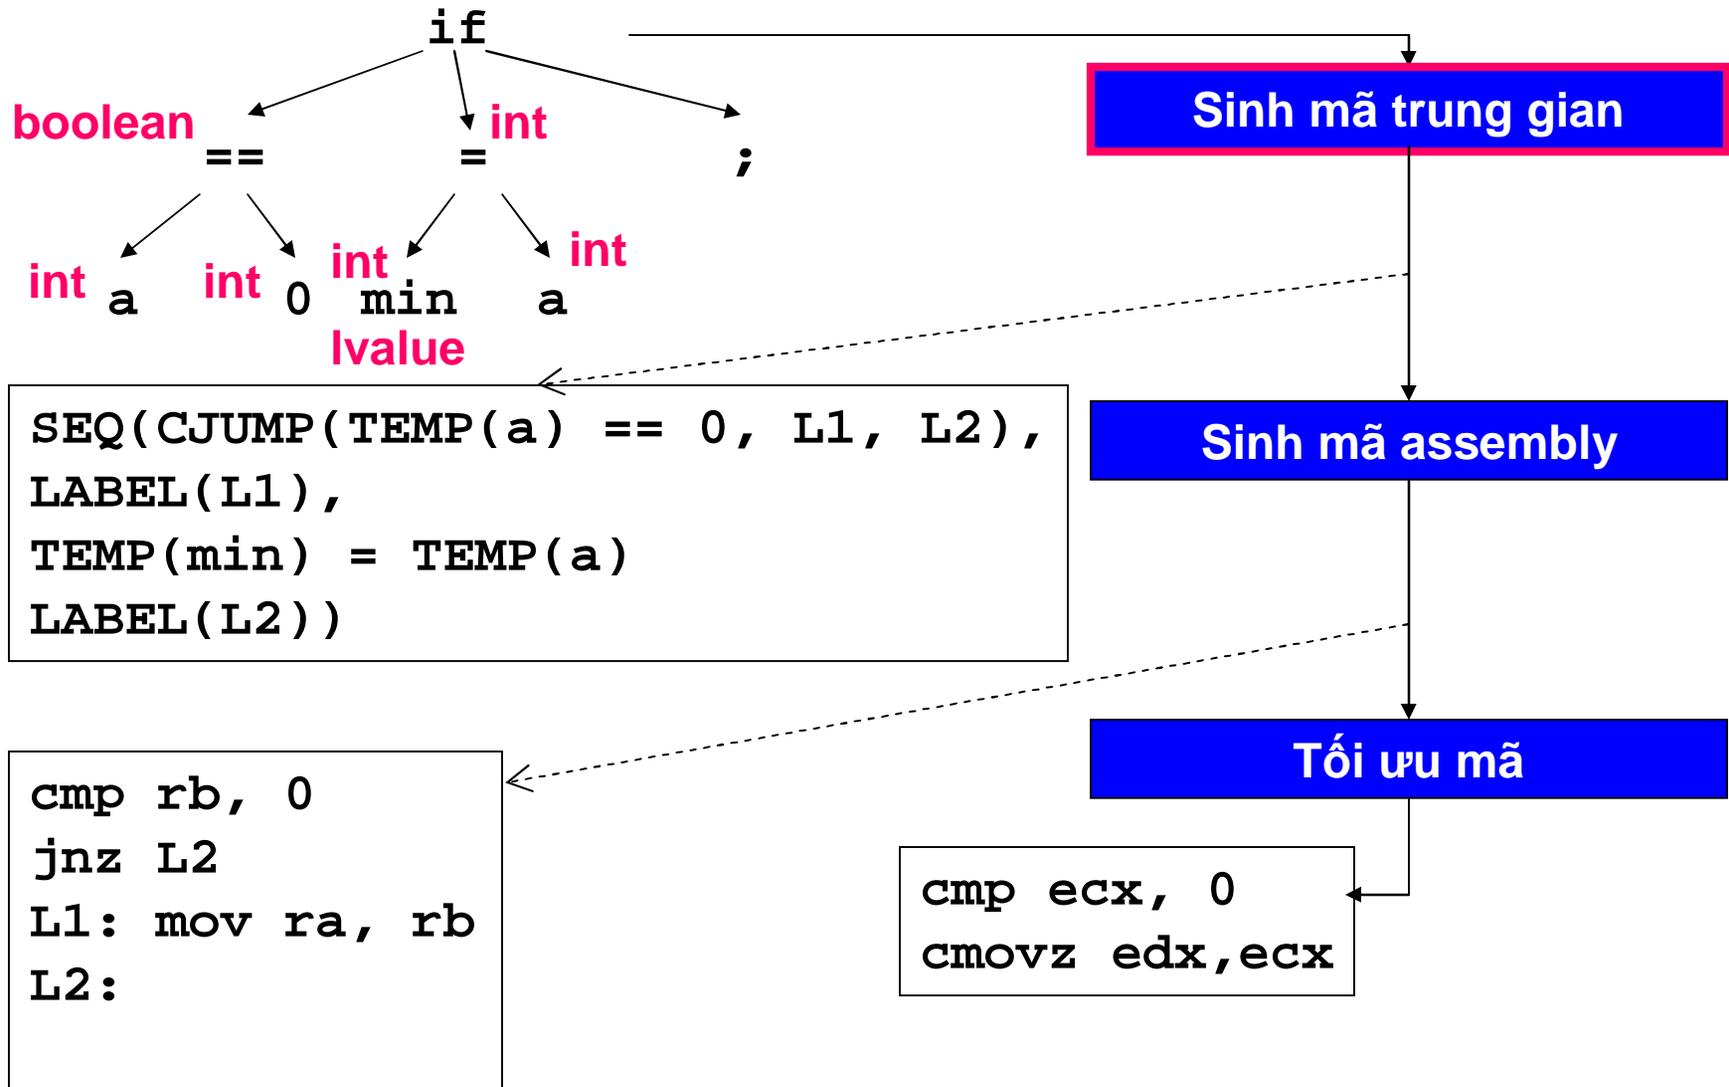 if
Sinh mã trung gian
boolean
int
== = ;
int int int int
a 0 min a
lvalue
SEQ(CJUMP(TEMP(a) == 0, L1, L2),
LABEL(L1),
TEMP(min) = TEMP(a)
LABEL(L2))
Sinh mã assembly
Tối ưu mã
cmp rb, 0
jnz L2
L1: mov ra, rb
L2:
cmp ecx, 0
cmovz edx,ecx